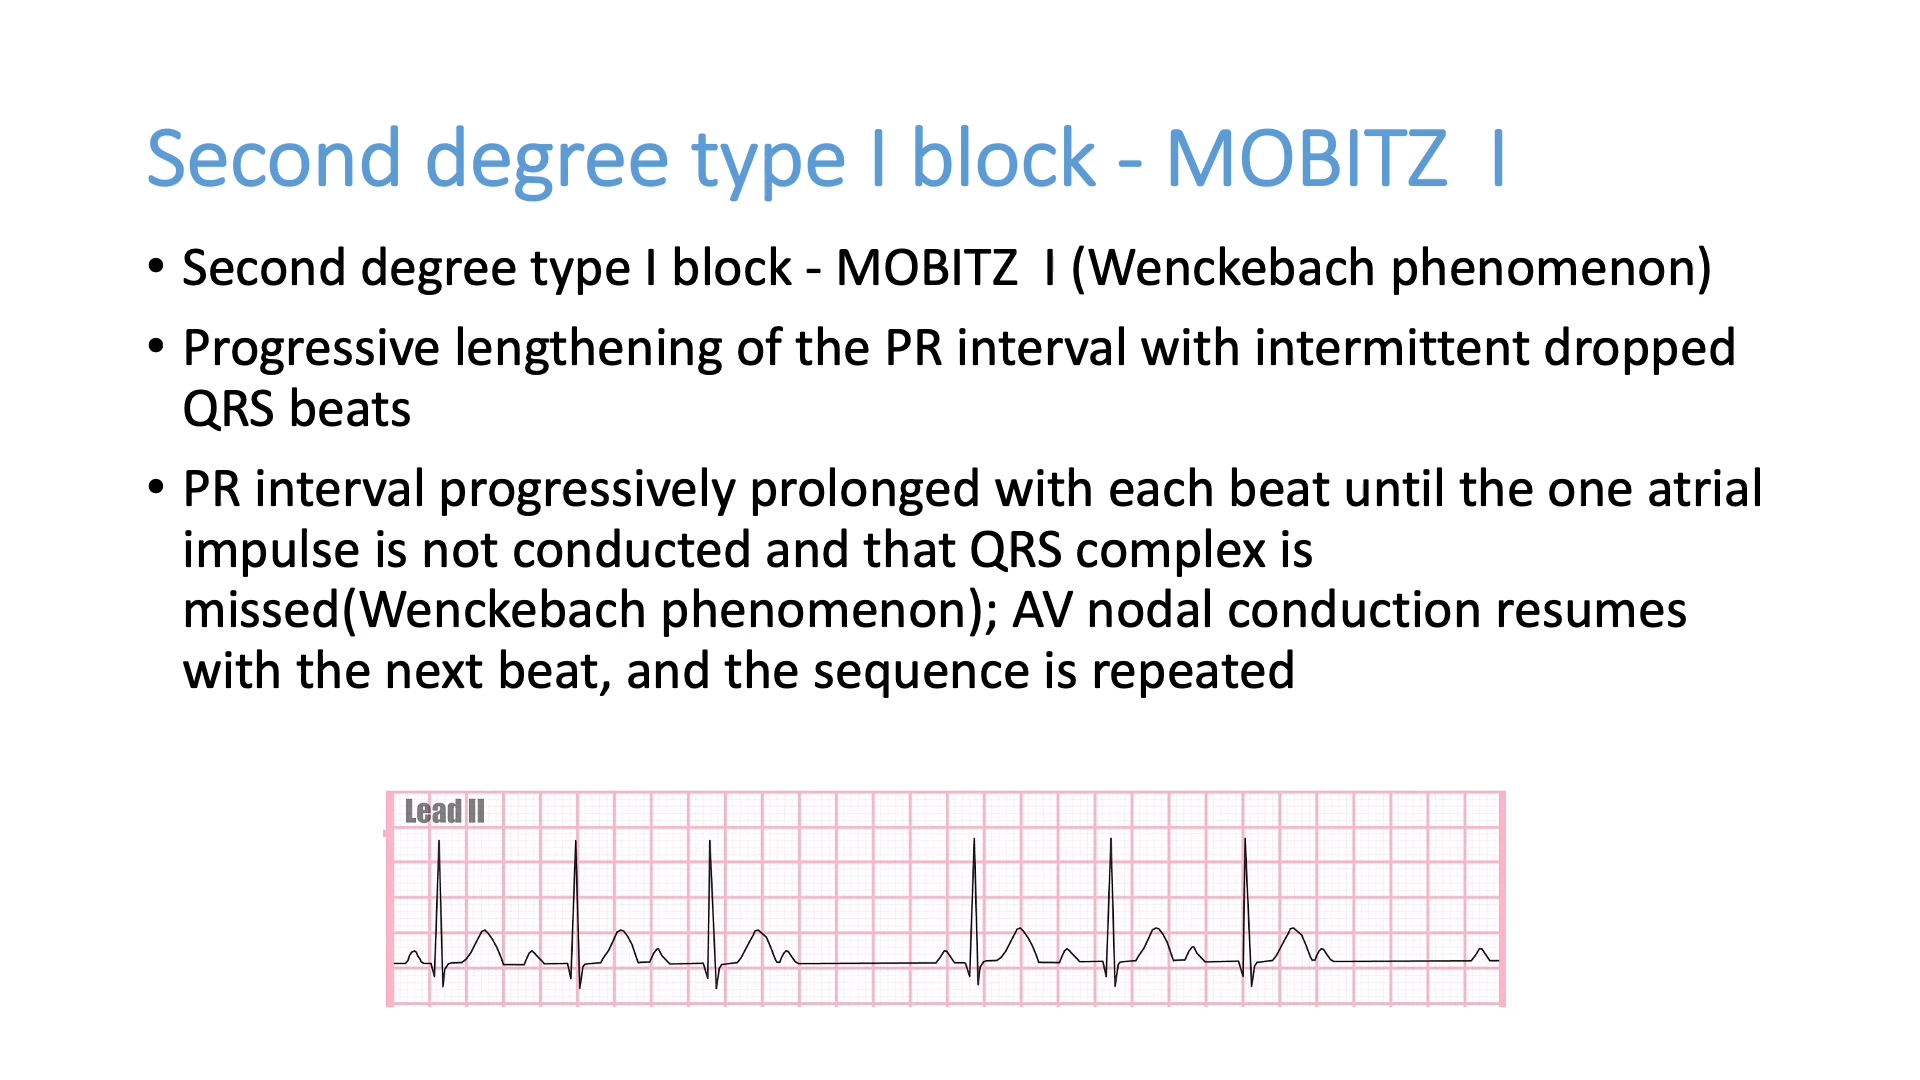 Second degree type I block - MOBITZ  I
• Second degree type I block - MOBITZ  I (Wenckebach phenomenon)
• Progressive lengthening of the PR interval with intermittent dropped
QRS beats
• PR interval progressively prolonged with each beat until the one atrial
impulse is not conducted and that QRS complex is
missed(Wenckebach phenomenon); AV nodal conduction resumes
with the next beat, and the sequence is repeated
Lead II